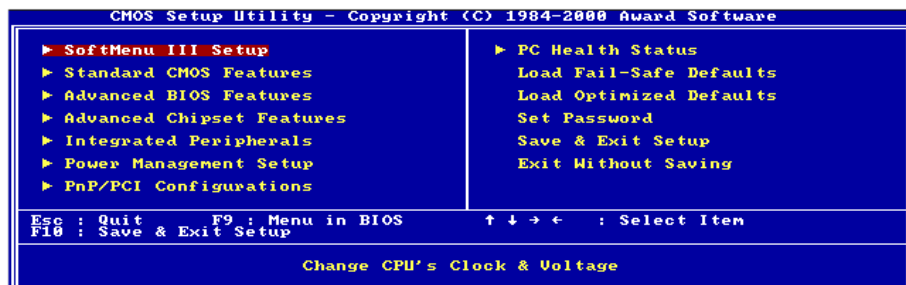 CMOS Setup Utility - Copyright (C) 1984-2000 Award Software
► SoftMenu III Setup
► Standard CMOS Features
► Advanced BIOS Features
► Advanced Chipset Features
► Integrated Peripherals
► Power Management Setup
► PnP/PCI Configurations
► PC Health Status
Load Fail-Safe Defaults
Load Optimized Defaults
Set Password
Save & Exit Setup
Exit Without Saving
Esc : Quit F9 : Menu in BIOS ↑ ↓ → ← : Select Item
F10 : Save & Exit Setup
Change CPU's Clock & Voltage